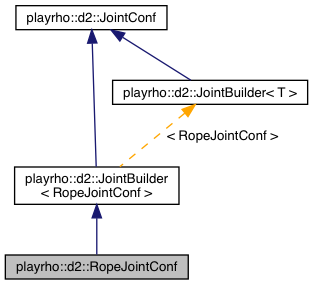 playrho::d2::JointConf
playrho::d2::JointBuilder< T >
< RopeJointConf >
playrho::d2::JointBuilder
< RopeJointConf >
playrho::d2::RopeJointConf